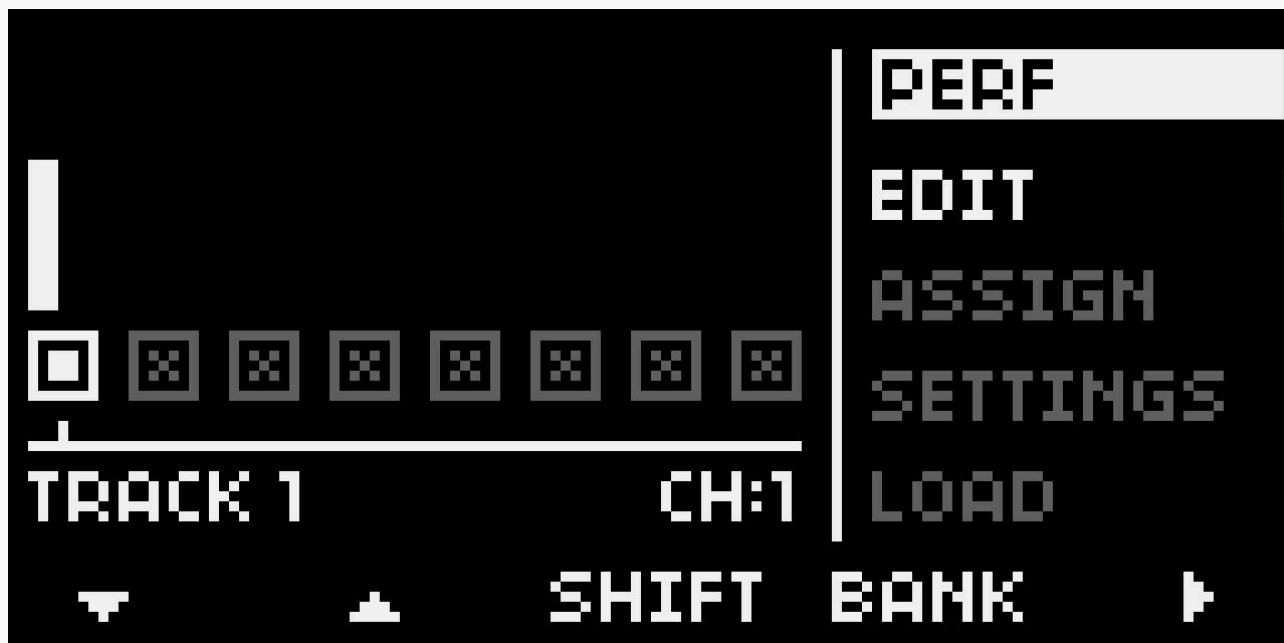 PERF
EDIT
ASSIGN
SETTINGS
LOAD
TRACK 1 CH:1
SHIFT BANK